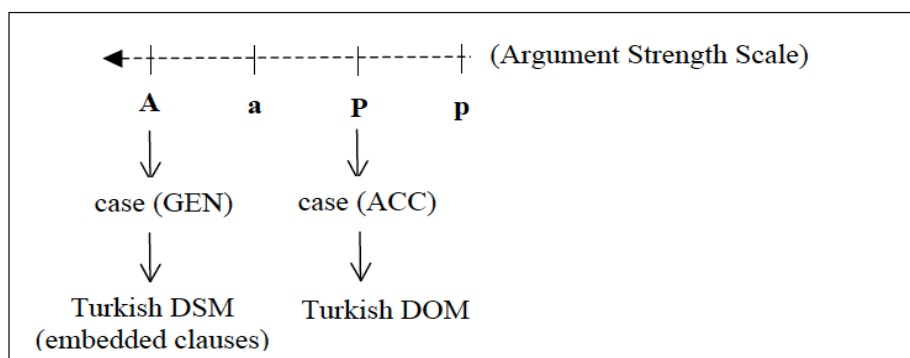 (Argument Strength Scale)
A a P p
case (GEN) case (ACC)
Turkish DSM Turkish DOM
(embedded clauses)